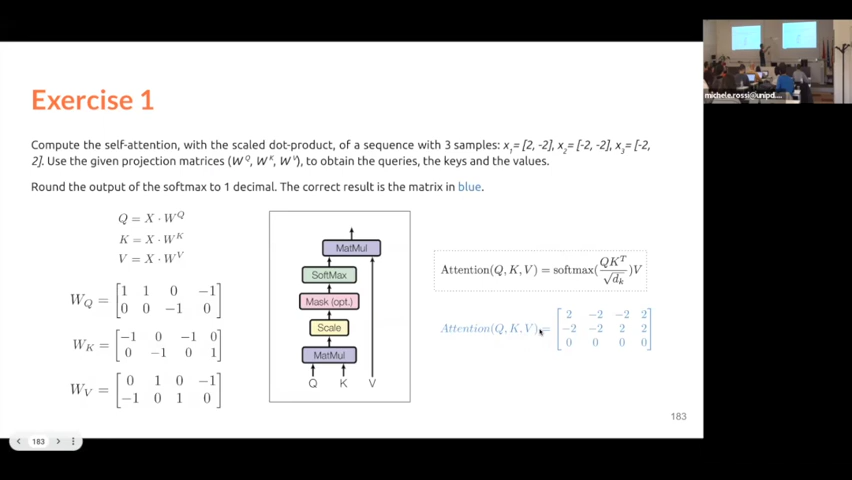 Exercise 1
Compute the self-attention, with the scaled dot-product, of a sequence with 3 samples: x₁= [2, -2], x₂= [-2, -2], x₃= [-2,
2]. Use the given projection matrices (W^Q, W^K, W^V), to obtain the queries, the keys and the values.
Round the output of the softmax to 1 decimal. The correct result is the matrix in blue.
Q = X · W^Q
K = X · W^K
V = X · W^V
W_Q = [1 1 0 −1
0 0 −1 0]
W_K = [−1 0 −1 0
0 −1 0 1]
W_V = [0 1 0 −1
−1 0 1 0]
MatMul
SoftMax
Mask (opt.)
Scale
MatMul
Q K V
Attention(Q, K, V) = softmax(QK^T/√d_k)V
Attention(Q, K, V) = [2 −2 −2 2
−2 −2 2 2
0 0 0 0]
183
183
michele.rossi@unipd....